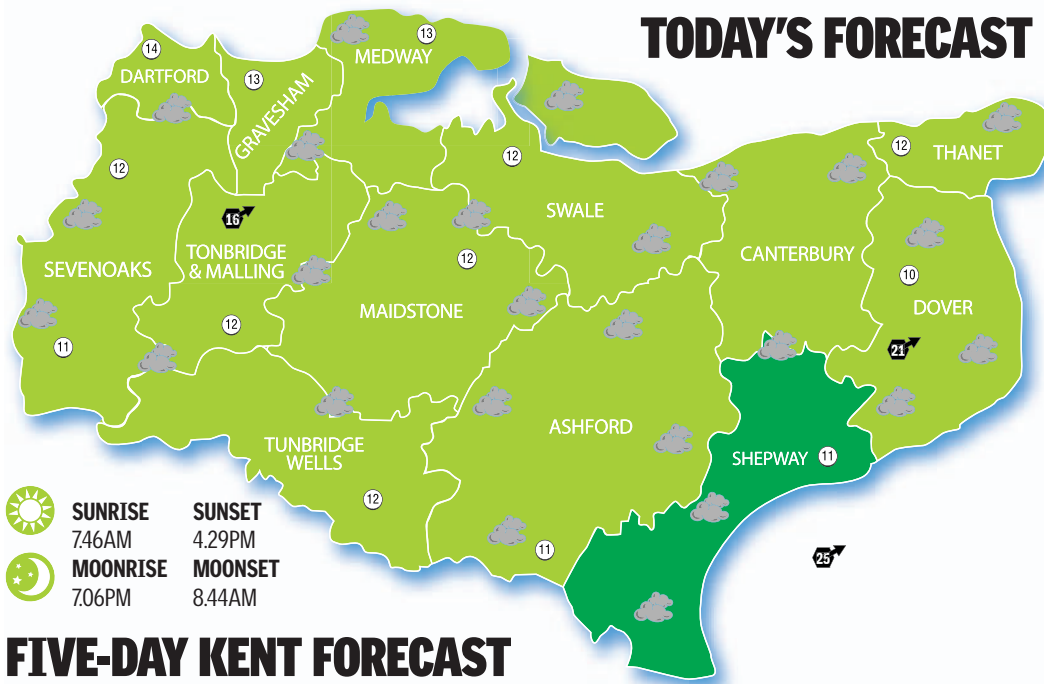 TODAY'S FORECAST
14
DARTFORD
13
GRAVESHAM
MEDWAY
13
12
12
12
THANET
16
SWALE
SEVENOAKS
TONBRIDGE
& MALLING
12
CANTERBURY
10
DOVER
MAIDSTONE
11
12
21
TUNBRIDGE
WELLS
ASHFORD
SHEPWAY
11
12
11
25
SUNRISE SUNSET
7.46AM 4.29PM
MOONRISE MOONSET
7.06PM 8.44AM
FIVE-DAY KENT FORECAST